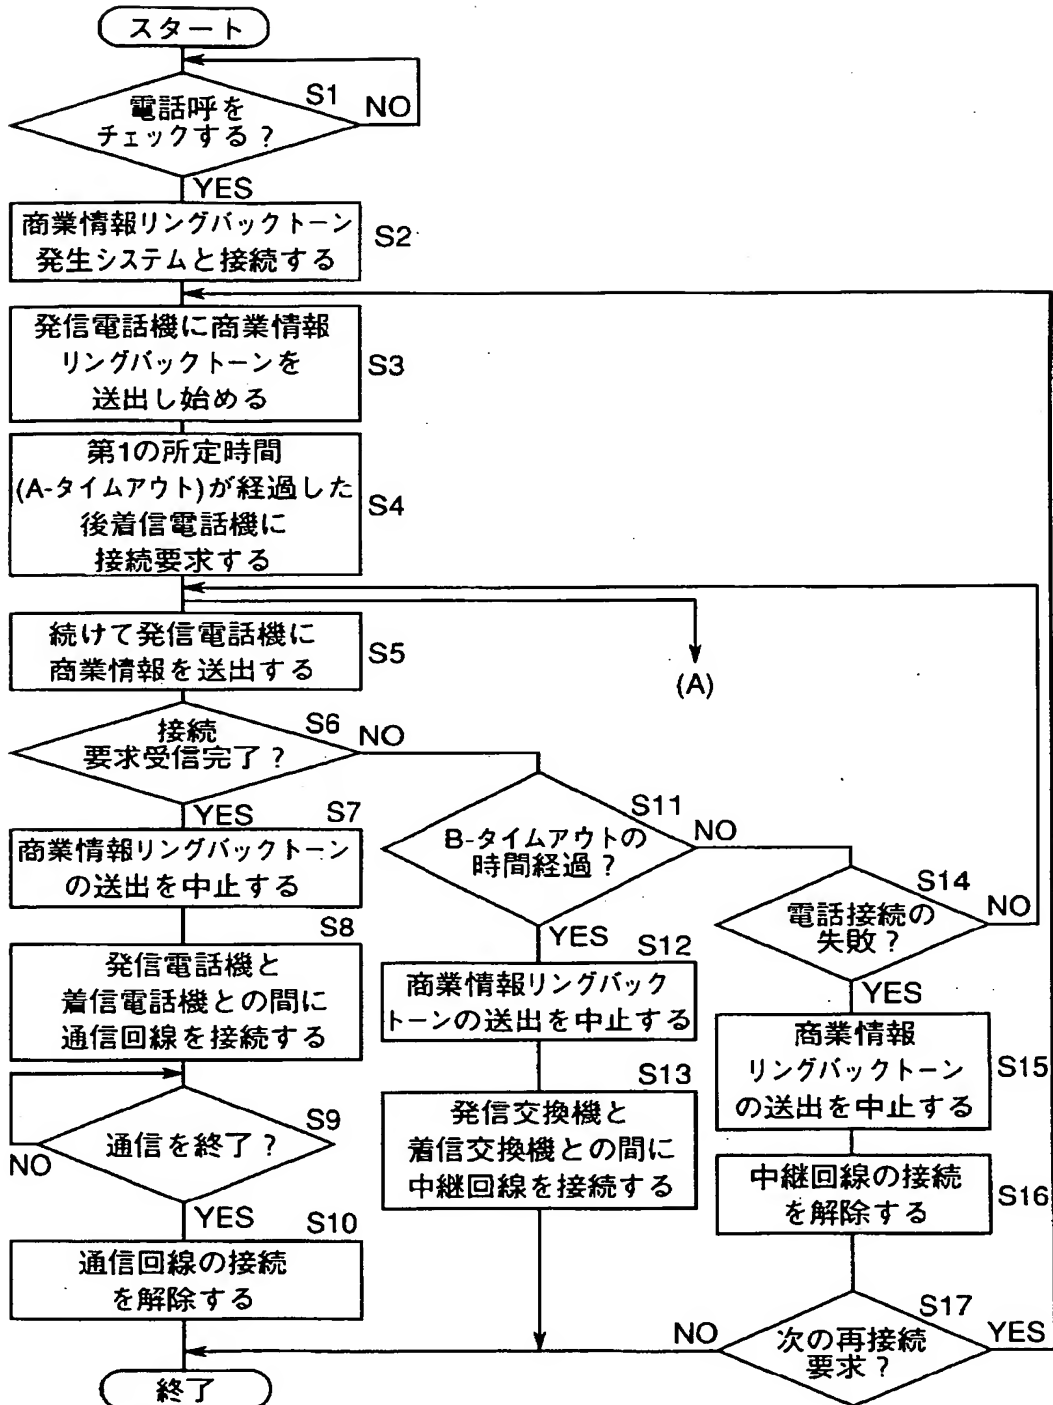 スタート
S1
電話呼を
チェックする?
NO
YES
商業情報リングバックトーン
発生システムと接続する
S2
発信電話機に商業情報
リングバックトーンを
送出し始める
S3
第1の所定時間
(A-タイムアウト)が経過した
後着信電話機に
接続要求する
S4
続けて発信電話機に
商業情報を送出する
S5
(A)
S6
接続
要求受信完了?
NO
YES
S7
商業情報リングバックトーン
の送出を中止する
S8
発信電話機と
着信電話機との間に
通信回線を接続する
S9
通信を終了?
NO
YES
S10
通信回線の接続
を解除する
S11
B-タイムアウトの
時間経過?
NO
YES
S12
商業情報リングバック
トーンの送出を中止する
S13
発信交換機と
着信交換機との間に
中継回線を接続する
S14
電話接続の
失敗?
NO
YES
商業情報
リングバックトーン
の送出を中止する
S15
中継回線の接続
を解除する
S16
S17
次の再接続
要求?
NO
YES
終了